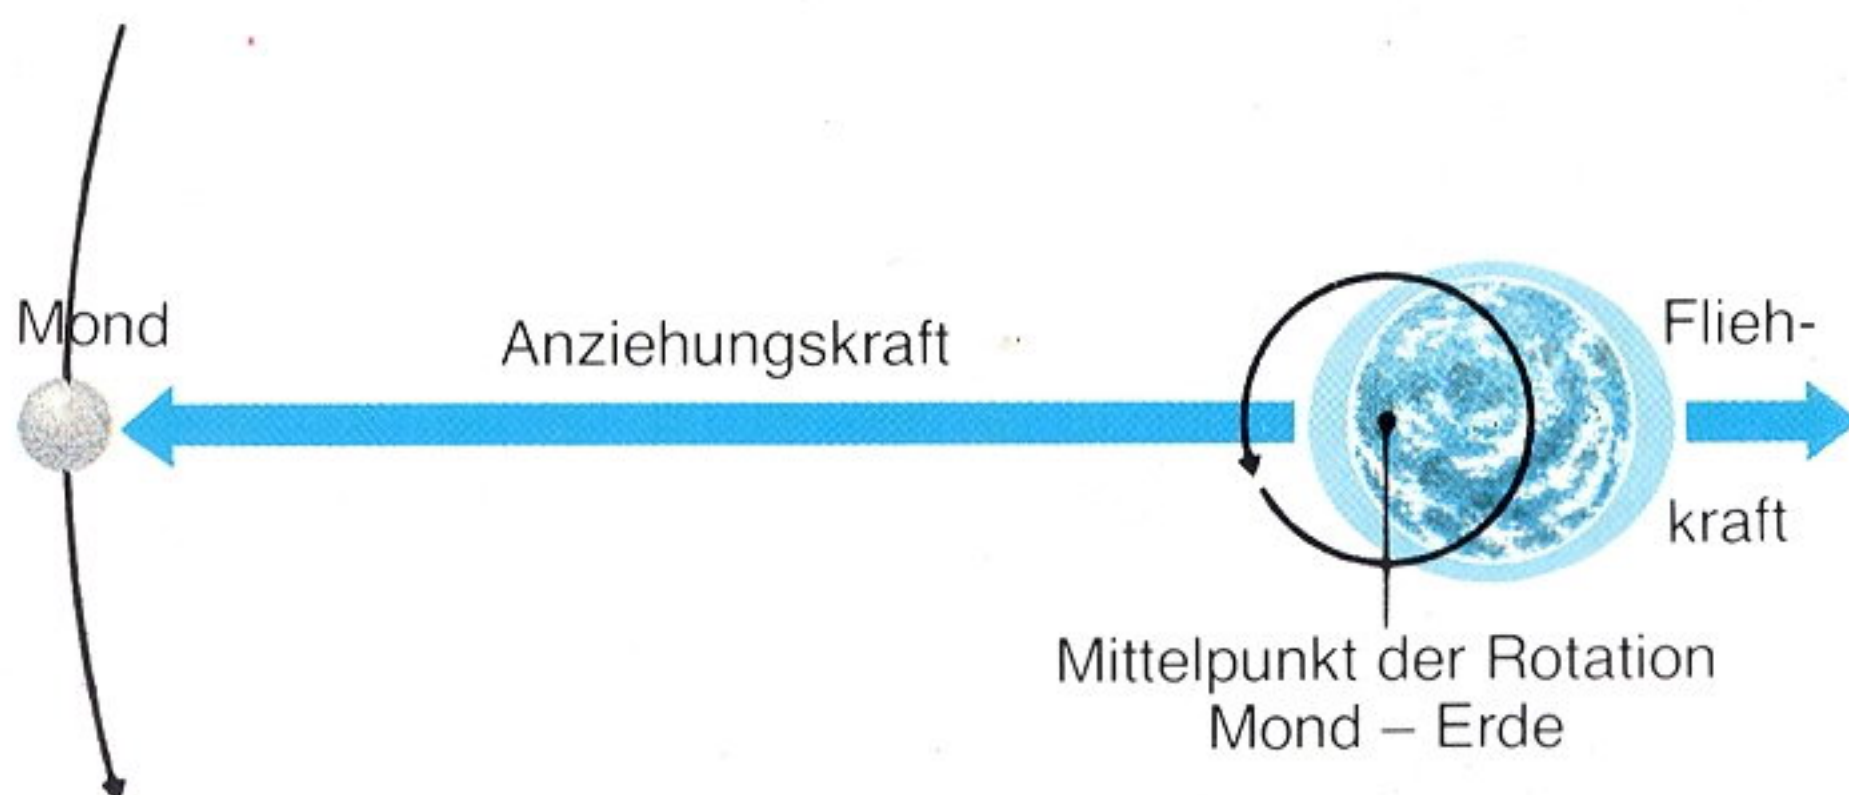 Mond
Anziehungskraft
Flieh-
kraft
Mittelpunkt der Rotation
Mond – Erde